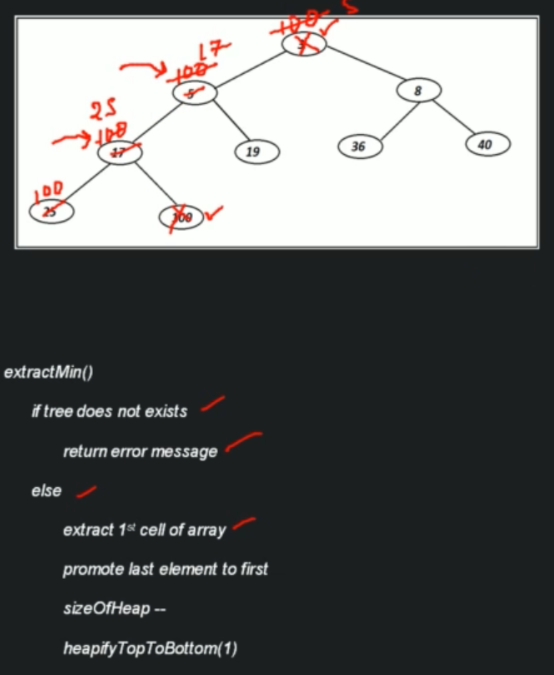 100 5
3
17
100
5
8
25
100
17
19
36
40
100
25
100
extractMin()
if tree does not exists
return error message
else
extract 1st cell of array
promote last element to first
sizeOfHeap --
heapifyTopToBottom(1)